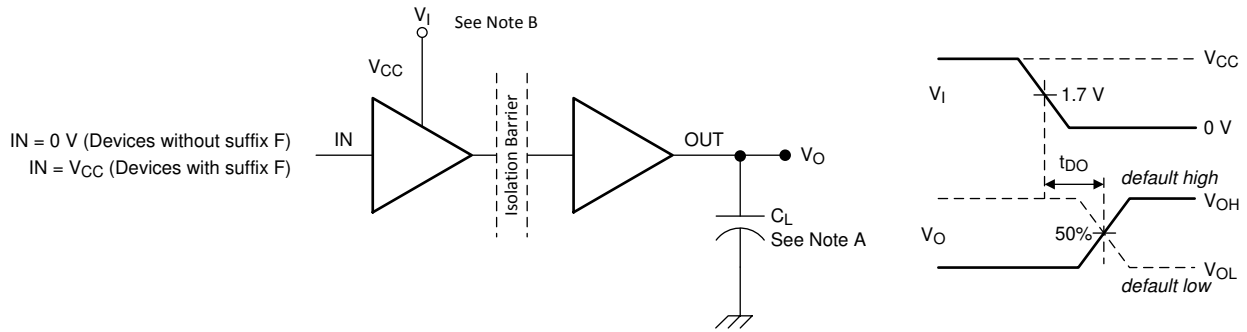 V_I
See Note B
V_CC
IN = 0 V (Devices without suffix F)
IN = V_CC (Devices with suffix F)
IN
Isolation Barrier
OUT
V_O
C_L
See Note A
V_I
V_CC
1.7 V
0 V
t_DO
default high
V_OH
V_O
50%
V_OL
default low